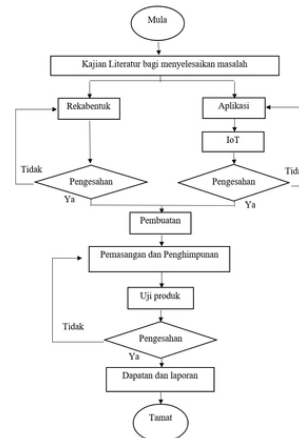 Mula
Kajian Literatur bagi menyelesaikan masalah
Rekabentuk
Aplikasi
IoT
Tidak
Pengesahan
Pengesahan
Tidak
Ya
Ya
Pembuatan
Pemasangan dan Penghimpunan
Uji produk
Tidak
Pengesahan
Ya
Dapatan dan laporan
Tamat